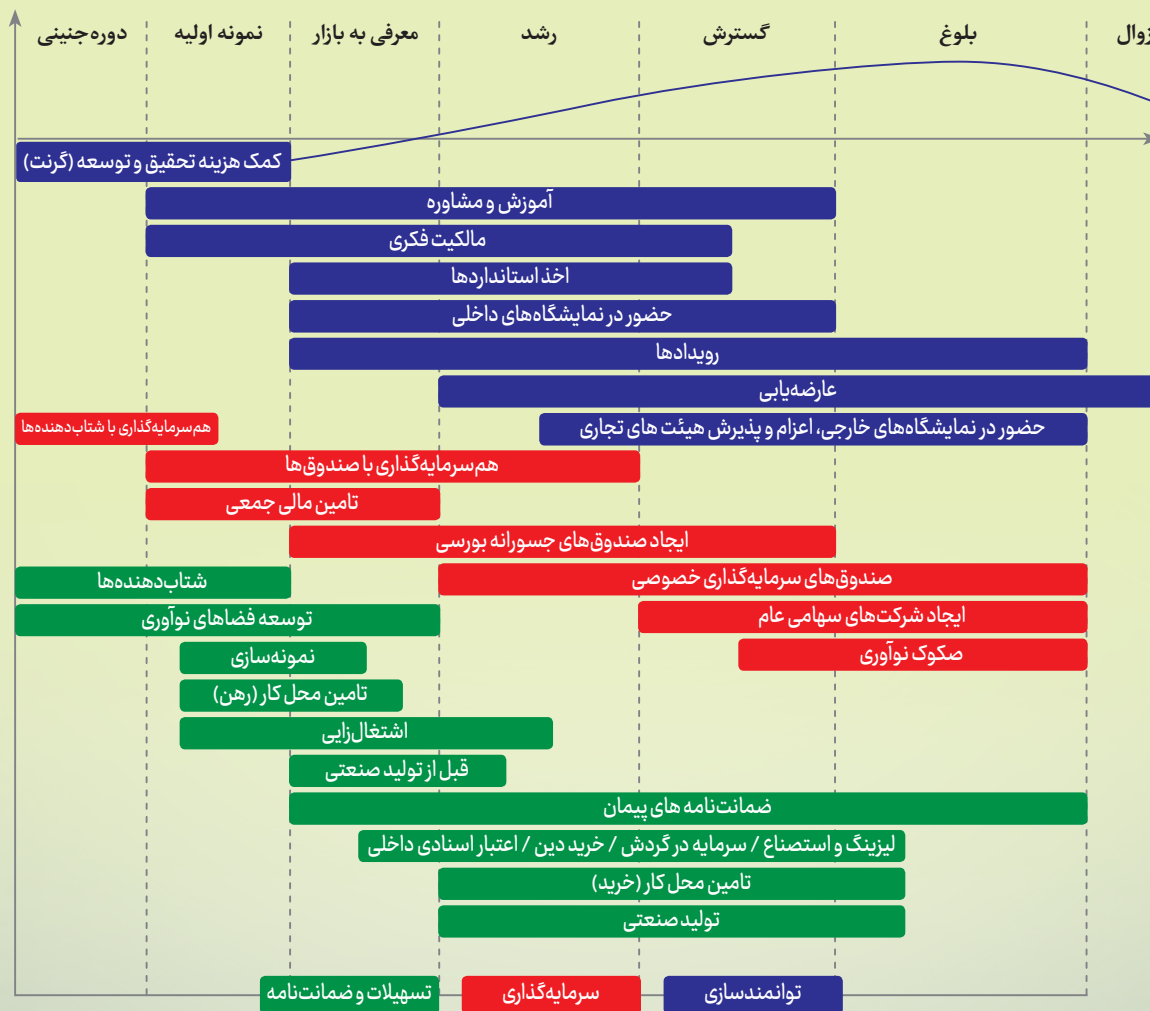 دوره‌جنینی
نمونه اولیه
معرفی به بازار
رشد
گسترش
بلوغ
زوال
کمک هزینه تحقیق و توسعه (گرنت)
آموزش و مشاوره
مالکیت فکری
اخذ استانداردها
حضور در نمایشگاه‌های داخلی
رویدادها
عارضه‌یابی
حضور در نمایشگاه‌های خارجی، اعزام و پذیرش هیئت های تجاری
هم‌سرمایه‌گذاری با شتاب‌دهنده‌ها
هم‌سرمایه‌گذاری با صندوق‌ها
تامین مالی جمعی
ایجاد صندوق‌های جسورانه بورسی
صندوق‌های سرمایه‌گذاری خصوصی
شتاب‌دهنده‌ها
ایجاد شرکت‌های سهامی عام
توسعه فضاهای نوآوری
صکوک نوآوری
نمونه‌سازی
تامین محل کار (رهن)
اشتغال‌زایی
قبل از تولید صنعتی
ضمانت‌نامه های پیمان
لیزینگ و استصناع / سرمایه در گردش / خرید دین / اعتبار اسنادی داخلی
تامین محل کار (خرید)
تولید صنعتی
توانمندسازی
سرمایه‌گذاری
تسهیلات و ضمانت‌نامه